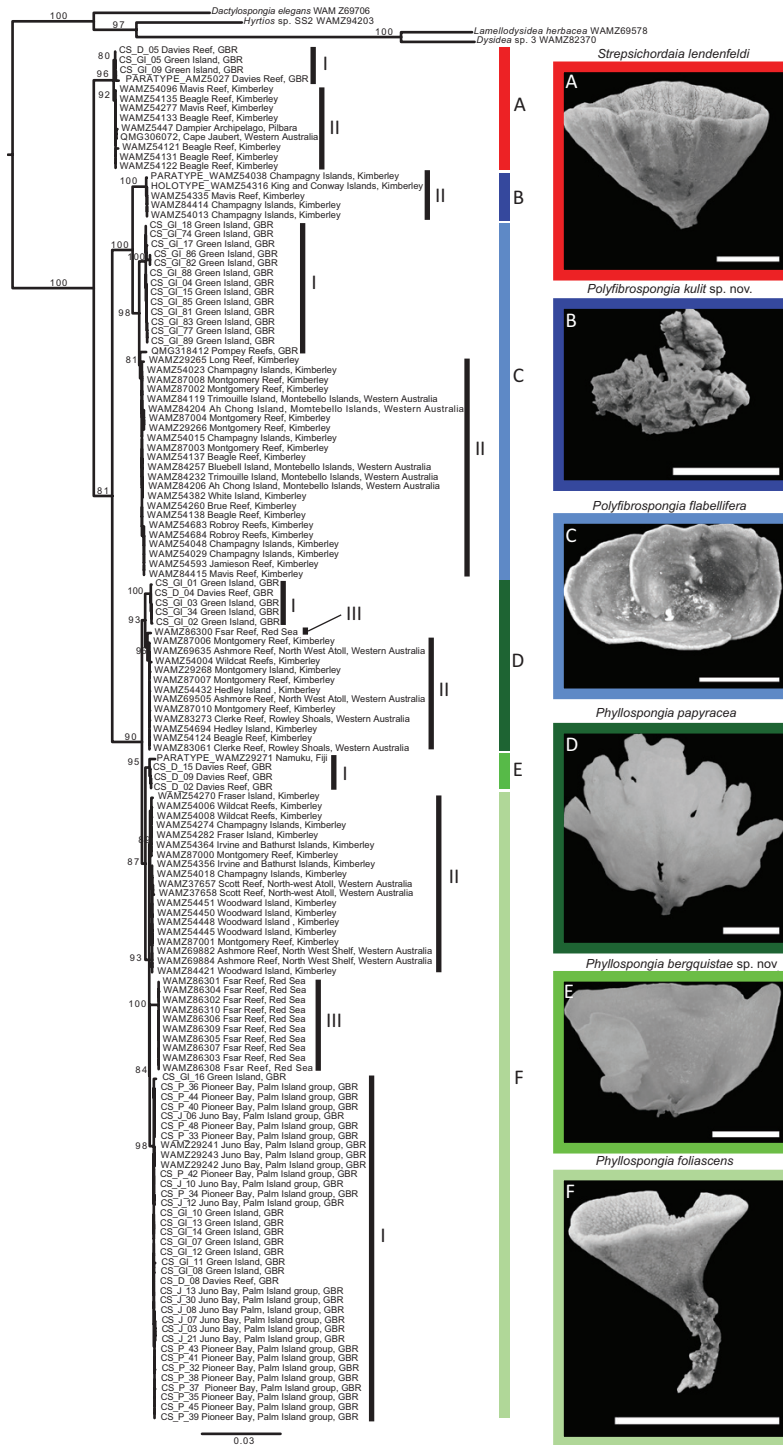 Dactylospongia elegans WAM Z69706
Hyrtios sp. SS2 WAMZ94203
Lamellodysidea herbacea WAMZ69578
Dysidea sp. 3 WAMZ82370
100
97
100
CS_D_05 Davies Reef, GBR
CS_GI_05 Green Island, GBR
CS_GI_09 Green Island, GBR
PARATYPE_AMZ5027 Davies Reef, GBR
WAMZ54096 Mavis Reef, Kimberley
WAMZ54135 Beagle Reef, Kimberley
WAMZ54277 Mavis Reef, Kimberley
WAMZ54133 Beagle Reef, Kimberley
WAMZ5447 Dampier Archipelago, Pilbara
QMG306072, Cape Jaubert, Western Australia
WAMZ54121 Beagle Reef, Kimberley
WAMZ54131 Beagle Reef, Kimberley
WAMZ54122 Beagle Reef, Kimberley
80
96
92
I
II
A
PARATYPE_WAMZ54038 Champagny Islands, Kimberley
HOLOTYPE_WAMZ54316 King and Conway Islands, Kimberley
WAMZ54335 Mavis Reef, Kimberley
WAMZ84414 Champagny Islands, Kimberley
WAMZ54013 Champagny Islands, Kimberley
100
II
B
CS_GI_18 Green Island, GBR
CS_GI_74 Green Island, GBR
CS_GI_17 Green Island, GBR
CS_GI_86 Green Island, GBR
CS_GI_82 Green Island, GBR
CS_GI_88 Green Island, GBR
CS_GI_04 Green Island, GBR
CS_GI_15 Green Island, GBR
CS_GI_85 Green Island, GBR
CS_GI_81 Green Island, GBR
CS_GI_83 Green Island, GBR
CS_GI_77 Green Island, GBR
CS_GI_89 Green Island, GBR
QMG318412 Pompey Reefs, GBR
WAMZ29265 Long Reef, Kimberley
WAMZ54023 Champagny Islands, Kimberley
WAMZ87008 Montgomery Reef, Kimberley
WAMZ87002 Montgomery Reef, Kimberley
WAMZ84119 Trimouille Island, Montebello Islands, Western Australia
WAMZ84204 Ah Chong Island, Momtebello Islands, Western Australia
WAMZ87004 Montgomery Reef, Kimberley
WAMZ29266 Montgomery Reef, Kimberley
WAMZ54015 Champagny Islands, Kimberley
WAMZ87003 Montgomery Reef, Kimberley
WAMZ54137 Beagle Reef, Kimberley
WAMZ84257 Bluebell Island, Montebello Islands, Western Australia
WAMZ84232 Trimouille Island, Montebello Islands, Western Australia
WAMZ84206 Ah Chong Island, Montebello Islands, Western Australia
WAMZ54382 White Island, Kimberley
WAMZ54260 Brue Reef, Kimberley
WAMZ54138 Beagle Reef, Kimberley
WAMZ54683 Robroy Reefs, Kimberley
WAMZ54684 Robroy Reefs, Kimberley
WAMZ54048 Champagny Islands, Kimberley
WAMZ54029 Champagny Islands, Kimberley
WAMZ54593 Jamieson Reef, Kimberley
WAMZ84415 Mavis Reef, Kimberley
100
100
100
98
81
81
I
II
C
CS_GI_01 Green Island, GBR
CS_D_04 Davies Reef, GBR
CS_GI_03 Green Island, GBR
CS_GI_34 Green Island, GBR
CS_GI_02 Green Island, GBR
WAMZ86300 Fsar Reef, Red Sea
WAMZ87006 Montgomery Reef, Kimberley
WAMZ69635 Ashmore Reef, North West Atoll, Western Australia
WAMZ54004 Wildcat Reefs, Kimberley
WAMZ29268 Montgomery Island, Kimberley
WAMZ87007 Montgomery Reef, Kimberley
WAMZ54432 Hedley Island , Kimberley
WAMZ69505 Ashmore Reef, North West Atoll, Western Australia
WAMZ87010 Montgomery Reef, Kimberley
WAMZ83273 Clerke Reef, Rowley Shoals, Western Australia
WAMZ54694 Hedley Island, Kimberley
WAMZ54124 Beagle Reef, Kimberley
WAMZ83061 Clerke Reef, Rowley Shoals, Western Australia
100
93
90
I
III
II
D
PARATYPE_WAMZ29271 Namuku, Fiji
CS_D_15 Davies Reef, GBR
CS_D_09 Davies Reef, GBR
CS_D_02 Davies Reef, GBR
95
I
E
WAMZ54270 Fraser Island, Kimberley
WAMZ54006 Wildcat Reefs, Kimberley
WAMZ54008 Wildcat Reefs, Kimberley
WAMZ54274 Champagny Islands, Kimberley
WAMZ54282 Fraser Island, Kimberley
WAMZ54364 Irvine and Bathurst Islands, Kimberley
WAMZ87000 Montgomery Reef, Kimberley
WAMZ54356 Irvine and Bathurst Islands, Kimberley
WAMZ54018 Champagny Islands, Kimberley
WAMZ37657 Scott Reef, North-west Atoll, Western Australia
WAMZ37658 Scott Reef, North-west Atoll, Western Australia
WAMZ54451 Woodward Island, Kimberley
WAMZ54450 Woodward Island, Kimberley
WAMZ54448 Woodward Island , Kimberley
WAMZ54445 Woodward Island, Kimberley
WAMZ87001 Montgomery Reef, Kimberley
WAMZ69882 Ashmore Reef, North West Shelf, Western Australia
WAMZ69884 Ashmore Reef, North West Shelf, Western Australia
WAMZ84421 Woodward Island, Kimberley
87
93
II
WAMZ86301 Fsar Reef, Red Sea
WAMZ86304 Fsar Reef, Red Sea
WAMZ86302 Fsar Reef, Red Sea
WAMZ86310 Fsar Reef, Red Sea
WAMZ86306 Fsar Reef, Red Sea
WAMZ86309 Fsar Reef, Red Sea
WAMZ86305 Fsar Reef, Red Sea
WAMZ86307 Fsar Reef, Red Sea
WAMZ86303 Fsar Reef, Red Sea
WAMZ86308 Fsar Reef, Red Sea
100
84
III
F
CS_GI_16 Green Island, GBR
CS_P_36 Pioneer Bay, Palm Island group, GBR
CS_P_44 Pioneer Bay, Palm Island group, GBR
CS_P_40 Pioneer Bay, Palm Island group, GBR
CS_J_06 Juno Bay, Palm Island group, GBR
CS_P_48 Pioneer Bay, Palm Island group, GBR
CS_P_33 Pioneer Bay, Palm Island group, GBR
WAMZ29241 Juno Bay, Palm Island group, GBR
WAMZ29243 Juno Bay, Palm Island group, GBR
WAMZ29242 Juno Bay, Palm Island group, GBR
CS_P_42 Pioneer Bay, Palm Island group, GBR
CS_J_10 Juno Bay, Palm Island group, GBR
CS_P_34 Pioneer Bay, Palm Island group, GBR
CS_J_12 Juno Bay, Palm Island group, GBR
CS_GI_10 Green Island, GBR
CS_GI_13 Green Island, GBR
CS_GI_14 Green Island, GBR
CS_GI_07 Green Island, GBR
CS_GI_12 Green Island, GBR
CS_GI_11 Green Island, GBR
CS_GI_08 Green Island, GBR
CS_D_08 Davies Reef, GBR
CS_J_13 Juno Bay, Palm Island group, GBR
CS_J_30 Juno Bay, Palm Island group, GBR
CS_J_08 Juno Bay Palm, Island group, GBR
CS_J_07 Juno Bay, Palm Island group, GBR
CS_J_03 Juno Bay, Palm Island group, GBR
CS_J_21 Juno Bay, Palm Island group, GBR
CS_P_43 Pioneer Bay, Palm Island group, GBR
CS_P_41 Pioneer Bay, Palm Island group, GBR
CS_P_32 Pioneer Bay, Palm Island group, GBR
CS_P_38 Pioneer Bay, Palm Island group, GBR
CS_P_37 Pioneer Bay, Palm Island group, GBR
CS_P_35 Pioneer Bay, Palm Island group, GBR
CS_P_45 Pioneer Bay, Palm Island group, GBR
CS_P_39 Pioneer Bay, Palm Island group, GBR
98
I
0.03
Strepsichordaia lendenfeldi
A
Polyfibrospongia kulit sp. nov.
B
Polyfibrospongia flabellifera
C
Phyllospongia papyracea
D
Phyllospongia bergquistae sp. nov
E
Phyllospongia foliascens
F